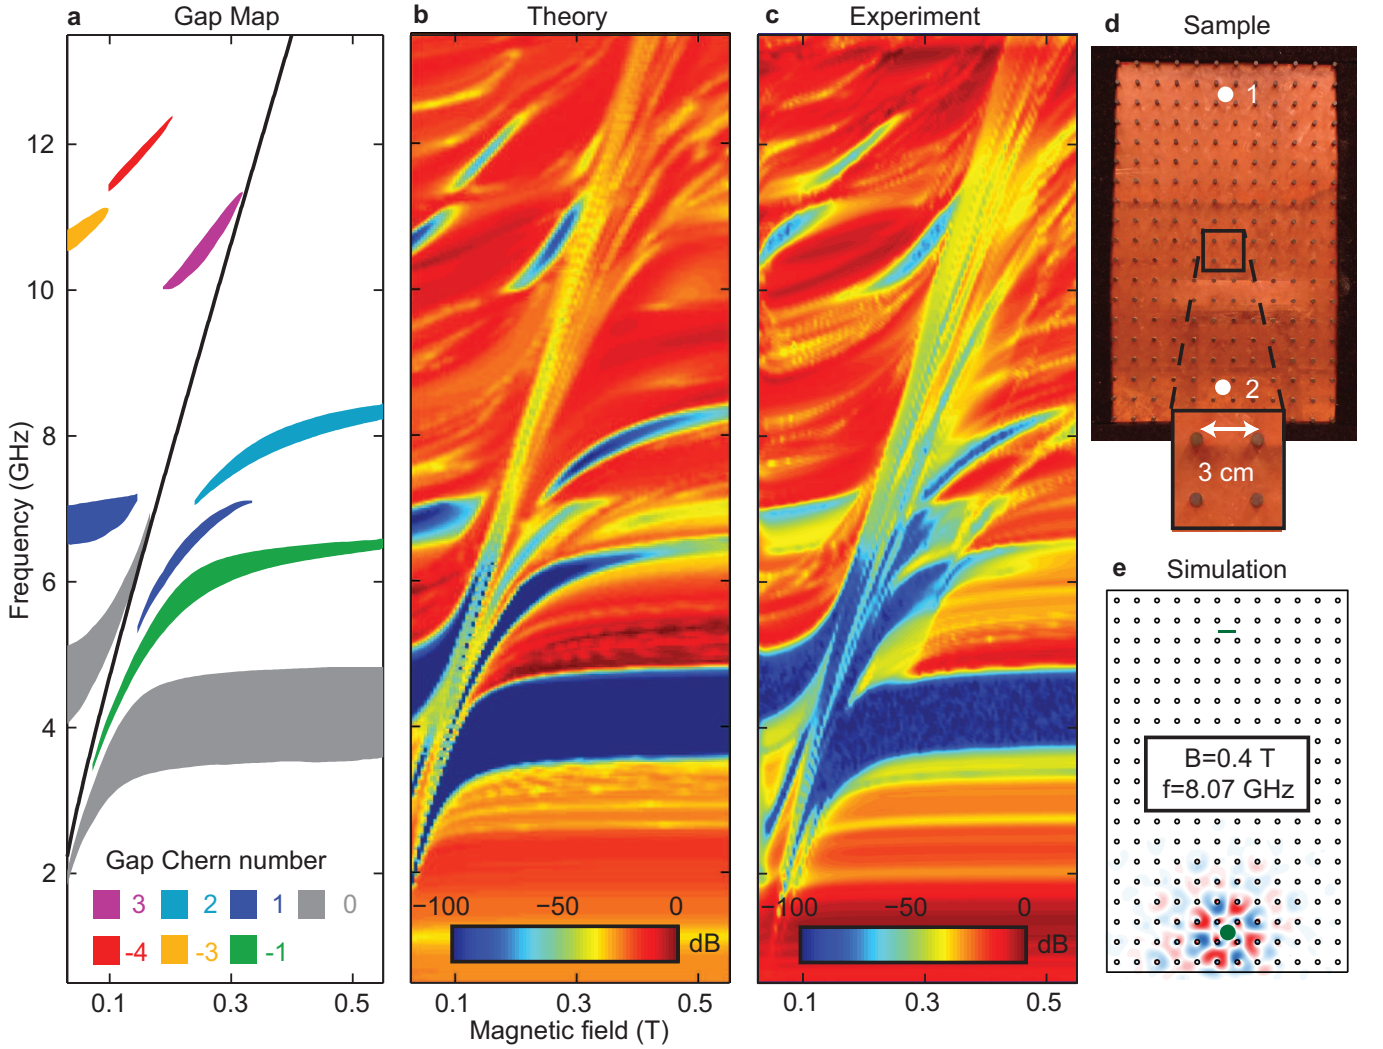 a Gap Map
Frequency (GHz)
12
10
8
6
4
2
Gap Chern number
3 2 1 0
-4 -3 -1
0.1 0.3 0.5
b Theory
−100 −50 0
dB
0.1 0.3 0.5
Magnetic field (T)
c Experiment
−100 −50 0
dB
0.1 0.3 0.5
d Sample
1
2
3 cm
e Simulation
B=0.4 T
f=8.07 GHz